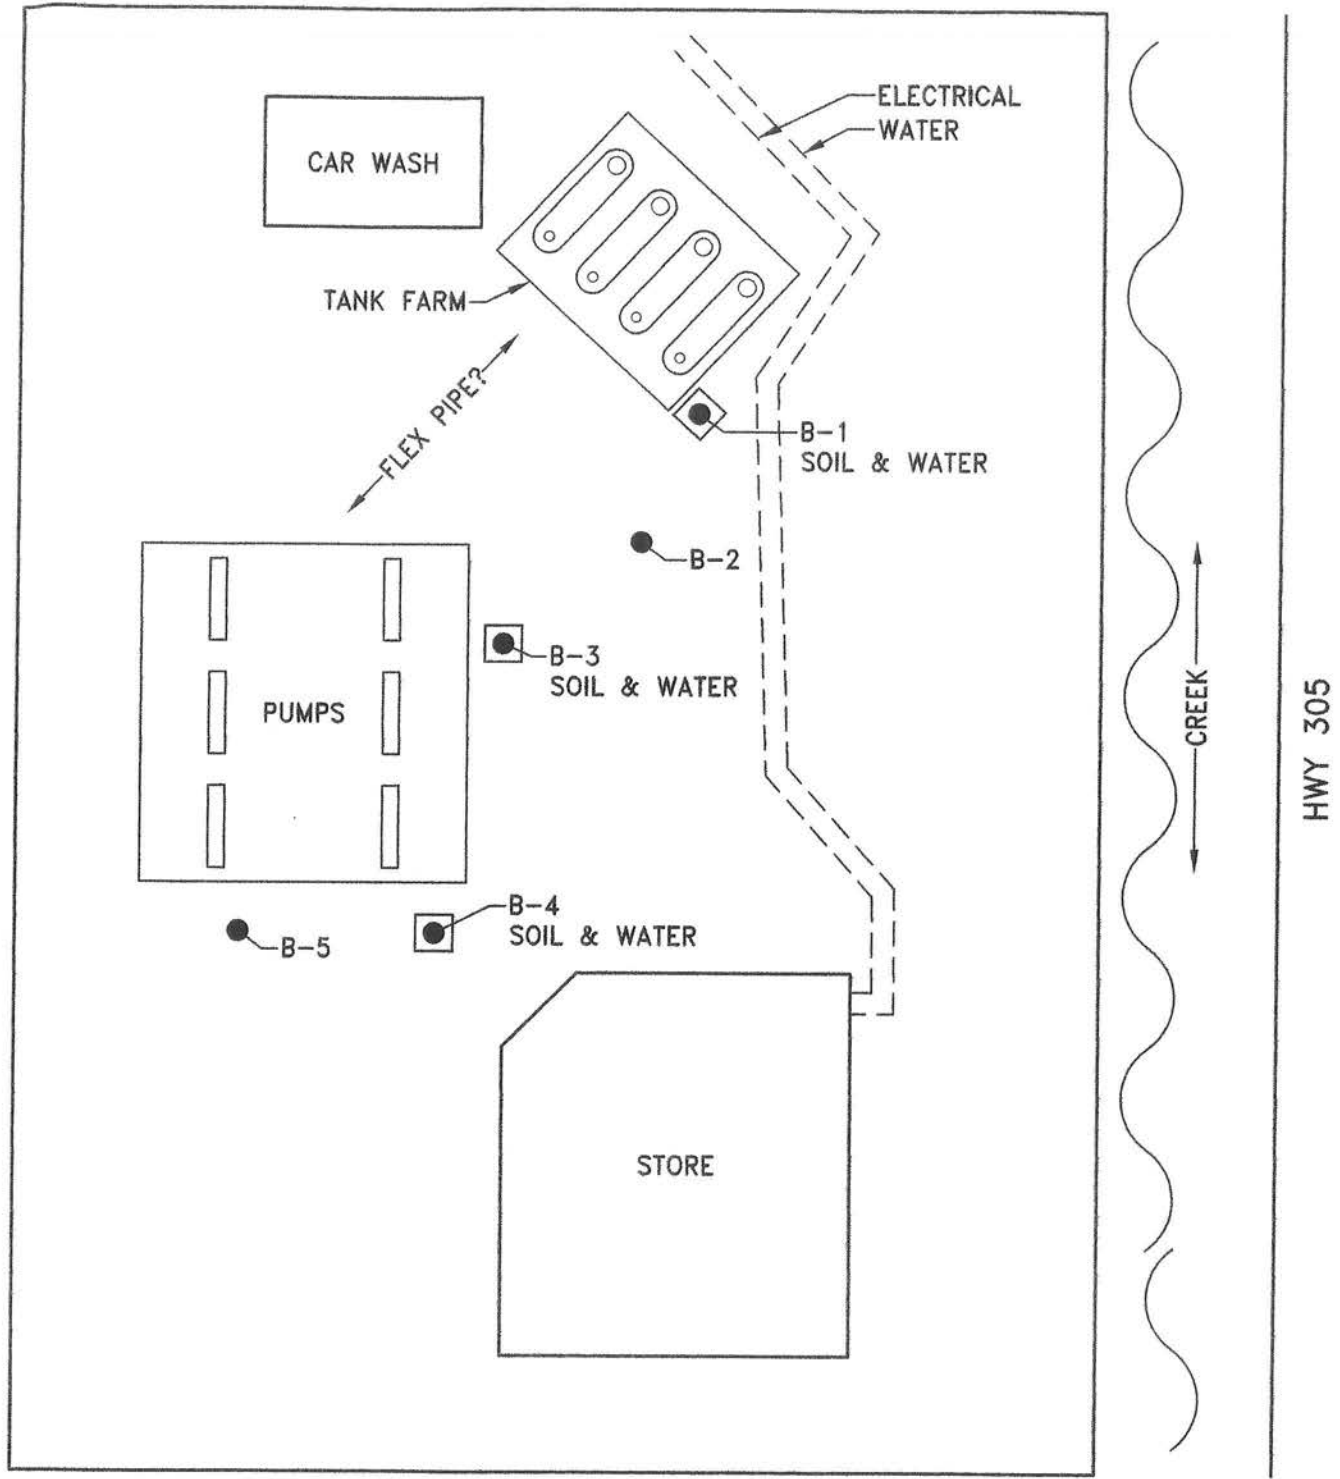 ELECTRICAL
WATER
CAR WASH
TANK FARM
FLEX PIPE?
B-1
SOIL & WATER
B-2
B-3
SOIL & WATER
PUMPS
CREEK
HWY 305
B-4
SOIL & WATER
B-5
STORE